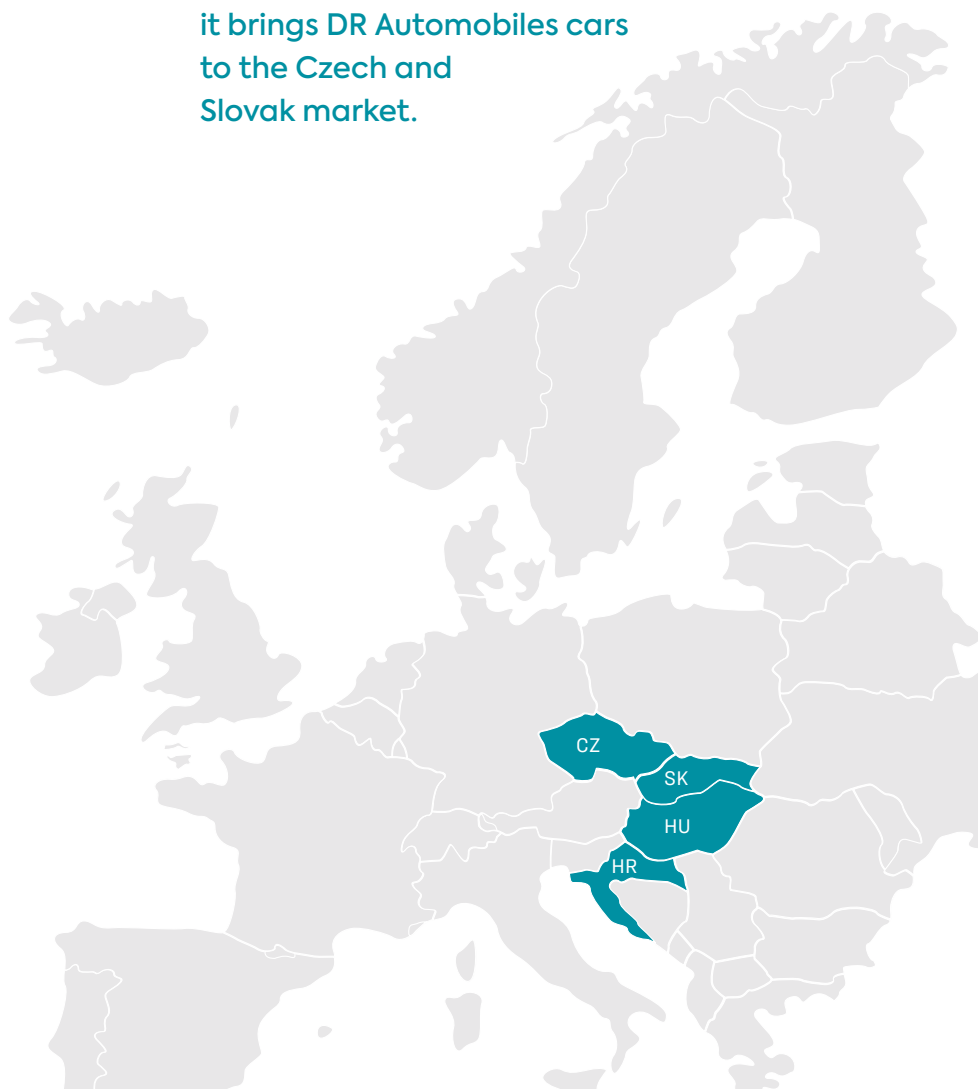 it brings DR Automobiles cars
to the Czech and
Slovak market.
CZ
SK
HU
HR